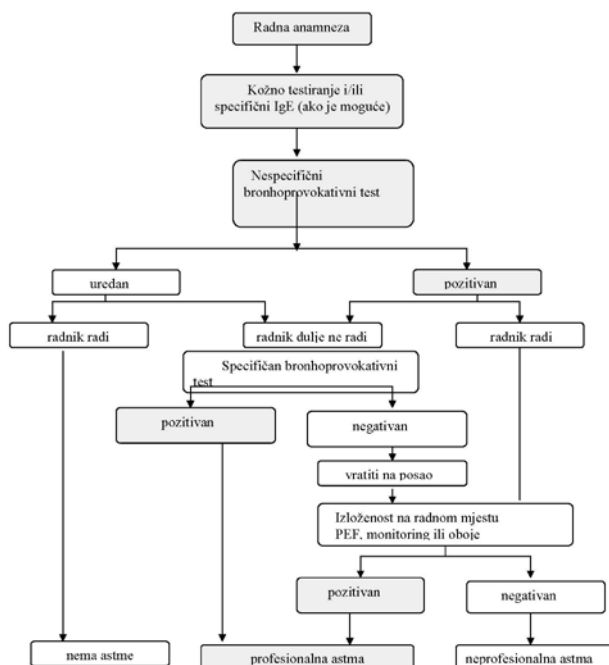 Radna anamneza
Kožno testiranje i/ili
specifični IgE (ako je moguće)
Nespecifični
bronhoprovokativni test
uredan
pozitivan
radnik radi
radnik dulje ne radi
radnik radi
Specifičan bronhoprovokativni
test
pozitivan
negativan
vratiti na posao
Izloženost na radnom mjestu
PEF, monitoring ili oboje
pozitivan
negativan
nema astme
profesionalna astma
neprofesionalna astma